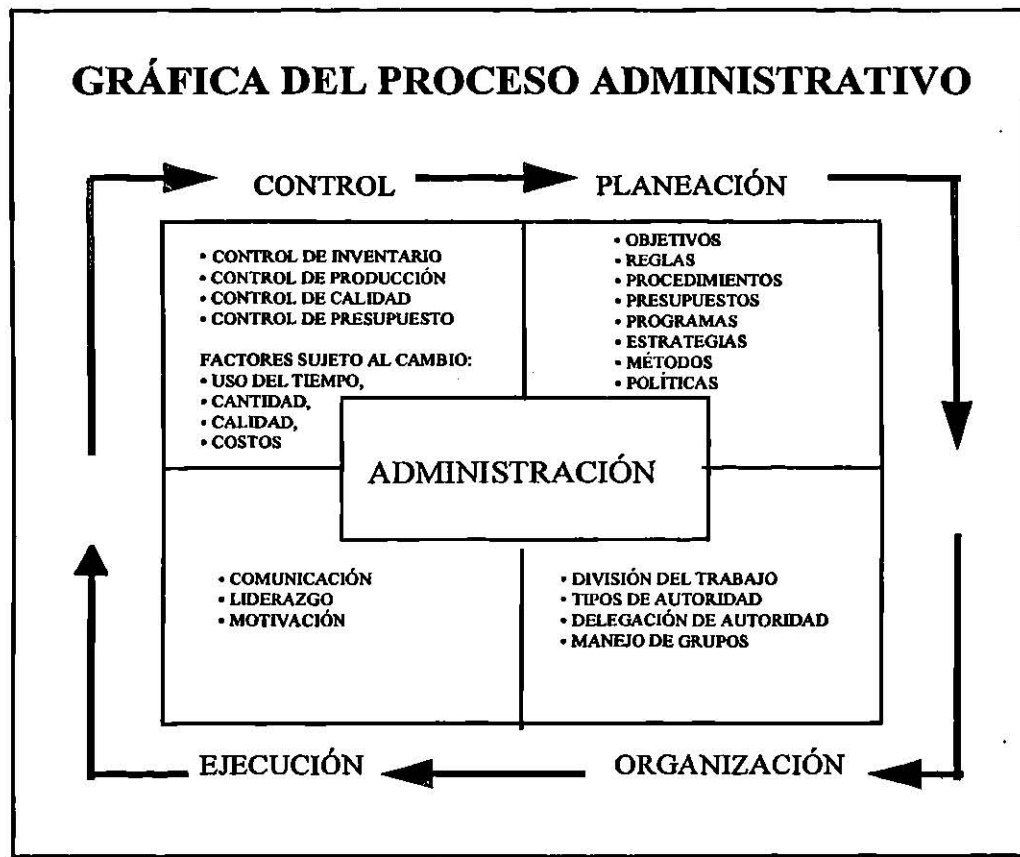 GRÁFICA DEL PROCESO ADMINISTRATIVO
CONTROL
PLANEACIÓN
• CONTROL DE INVENTARIO
• CONTROL DE PRODUCCIÓN
• CONTROL DE CALIDAD
• CONTROL DE PRESUPUESTO
FACTORES SUJETO AL CAMBIO:
• USO DEL TIEMPO,
• CANTIDAD,
• CALIDAD,
• COSTOS
• OBJETIVOS
• REGLAS
• PROCEDIMIENTOS
• PRESUPUESTOS
• PROGRAMAS
• ESTRATEGIAS
• MÉTODOS
• POLÍTICAS
ADMINISTRACIÓN
• COMUNICACIÓN
• LIDERAZGO
• MOTIVACIÓN
• DIVISIÓN DEL TRABAJO
• TIPOS DE AUTORIDAD
• DELEGACIÓN DE AUTORIDAD
• MANEJO DE GRUPOS
EJECUCIÓN
ORGANIZACIÓN